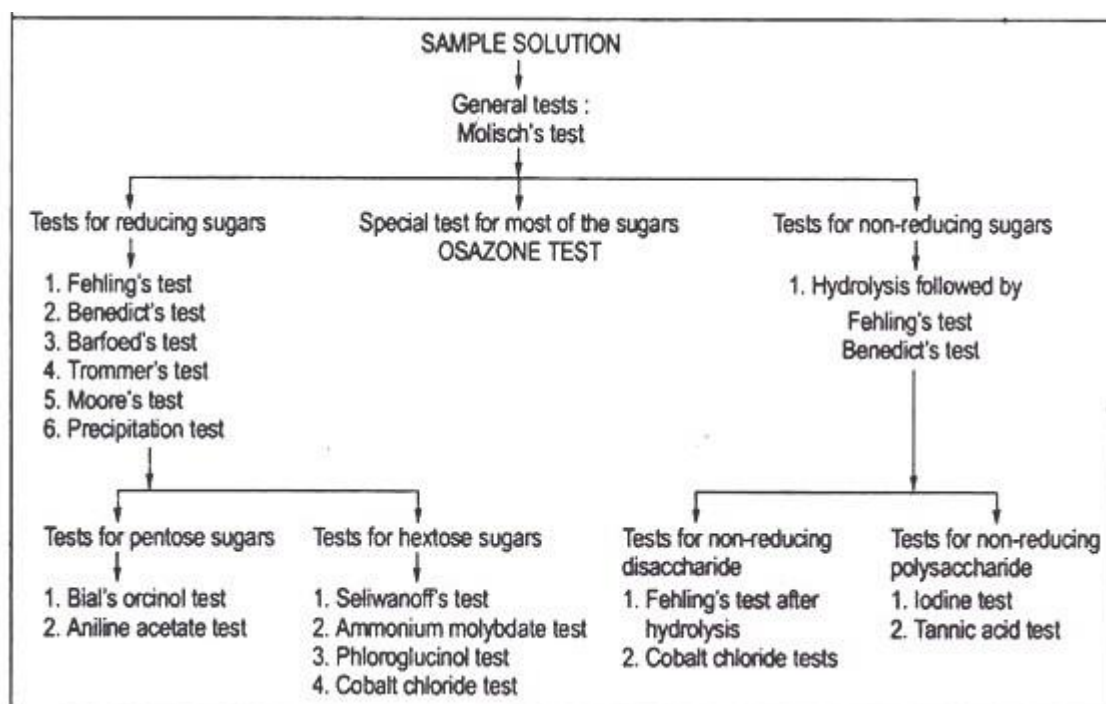 SAMPLE SOLUTION
General tests :
Molisch's test
Tests for reducing sugars
Special test for most of the sugars
OSAZONE TEST
Tests for non-reducing sugars
1. Fehling's test
2. Benedict's test
3. Barfoed's test
4. Trommer's test
5. Moore's test
6. Precipitation test
1. Hydrolysis followed by
Fehling's test
Benedict's test
Tests for pentose sugars
1. Bial's orcinol test
2. Aniline acetate test
Tests for hextose sugars
1. Seliwanoff's test
2. Ammonium molybdate test
3. Phloroglucinol test
4. Cobalt chloride test
Tests for non-reducing
disaccharide
1. Fehling's test after
hydrolysis
2. Cobalt chloride tests
Tests for non-reducing
polysaccharide
1. Iodine test
2. Tannic acid test